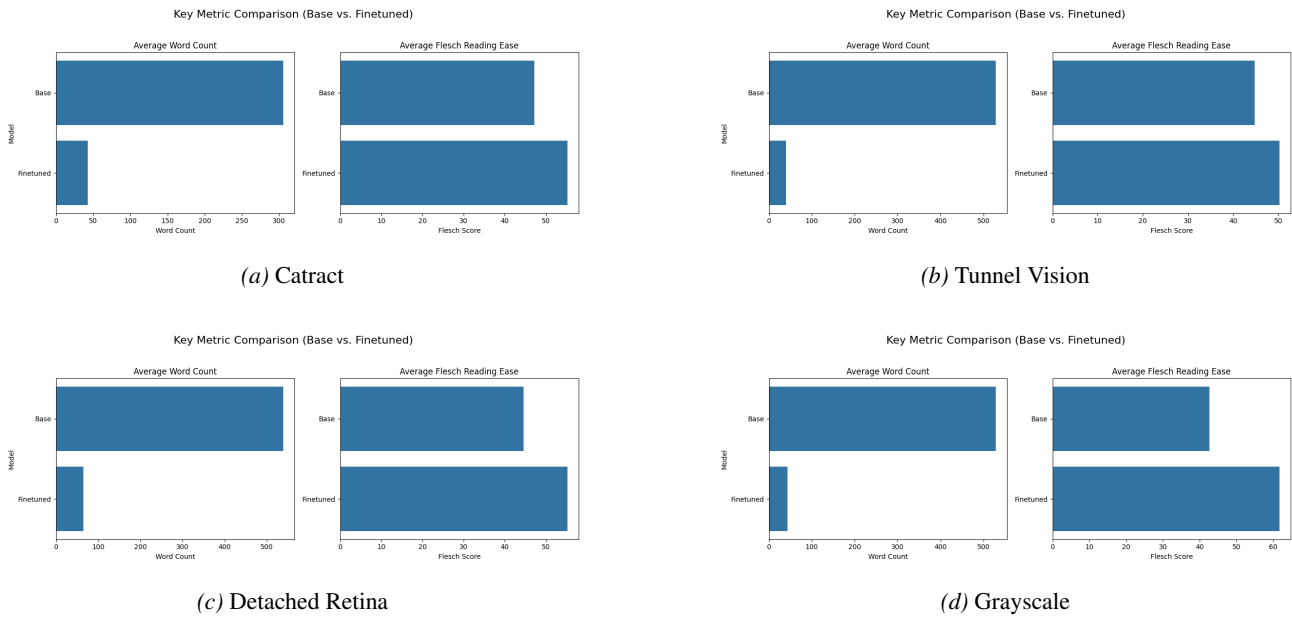 Key Metric Comparison (Base vs. Finetuned)
Average Word Count
Average Flesch Reading Ease
Model
Base
Finetuned
Base
Finetuned
0 50 100 150 200 250 300
0 10 20 30 40 50
Word Count
Flesch Score
(a) Catract
Key Metric Comparison (Base vs. Finetuned)
Average Word Count
Average Flesch Reading Ease
Model
Base
Finetuned
Base
Finetuned
0 100 200 300 400 500
0 10 20 30 40 50
Word Count
Flesch Score
(b) Tunnel Vision
Key Metric Comparison (Base vs. Finetuned)
Average Word Count
Average Flesch Reading Ease
Model
Base
Finetuned
Base
Finetuned
0 100 200 300 400 500
0 10 20 30 40 50
Word Count
Flesch Score
(c) Detached Retina
Key Metric Comparison (Base vs. Finetuned)
Average Word Count
Average Flesch Reading Ease
Model
Base
Finetuned
Base
Finetuned
0 100 200 300 400 500
0 10 20 30 40 50 60
Word Count
Flesch Score
(d) Grayscale